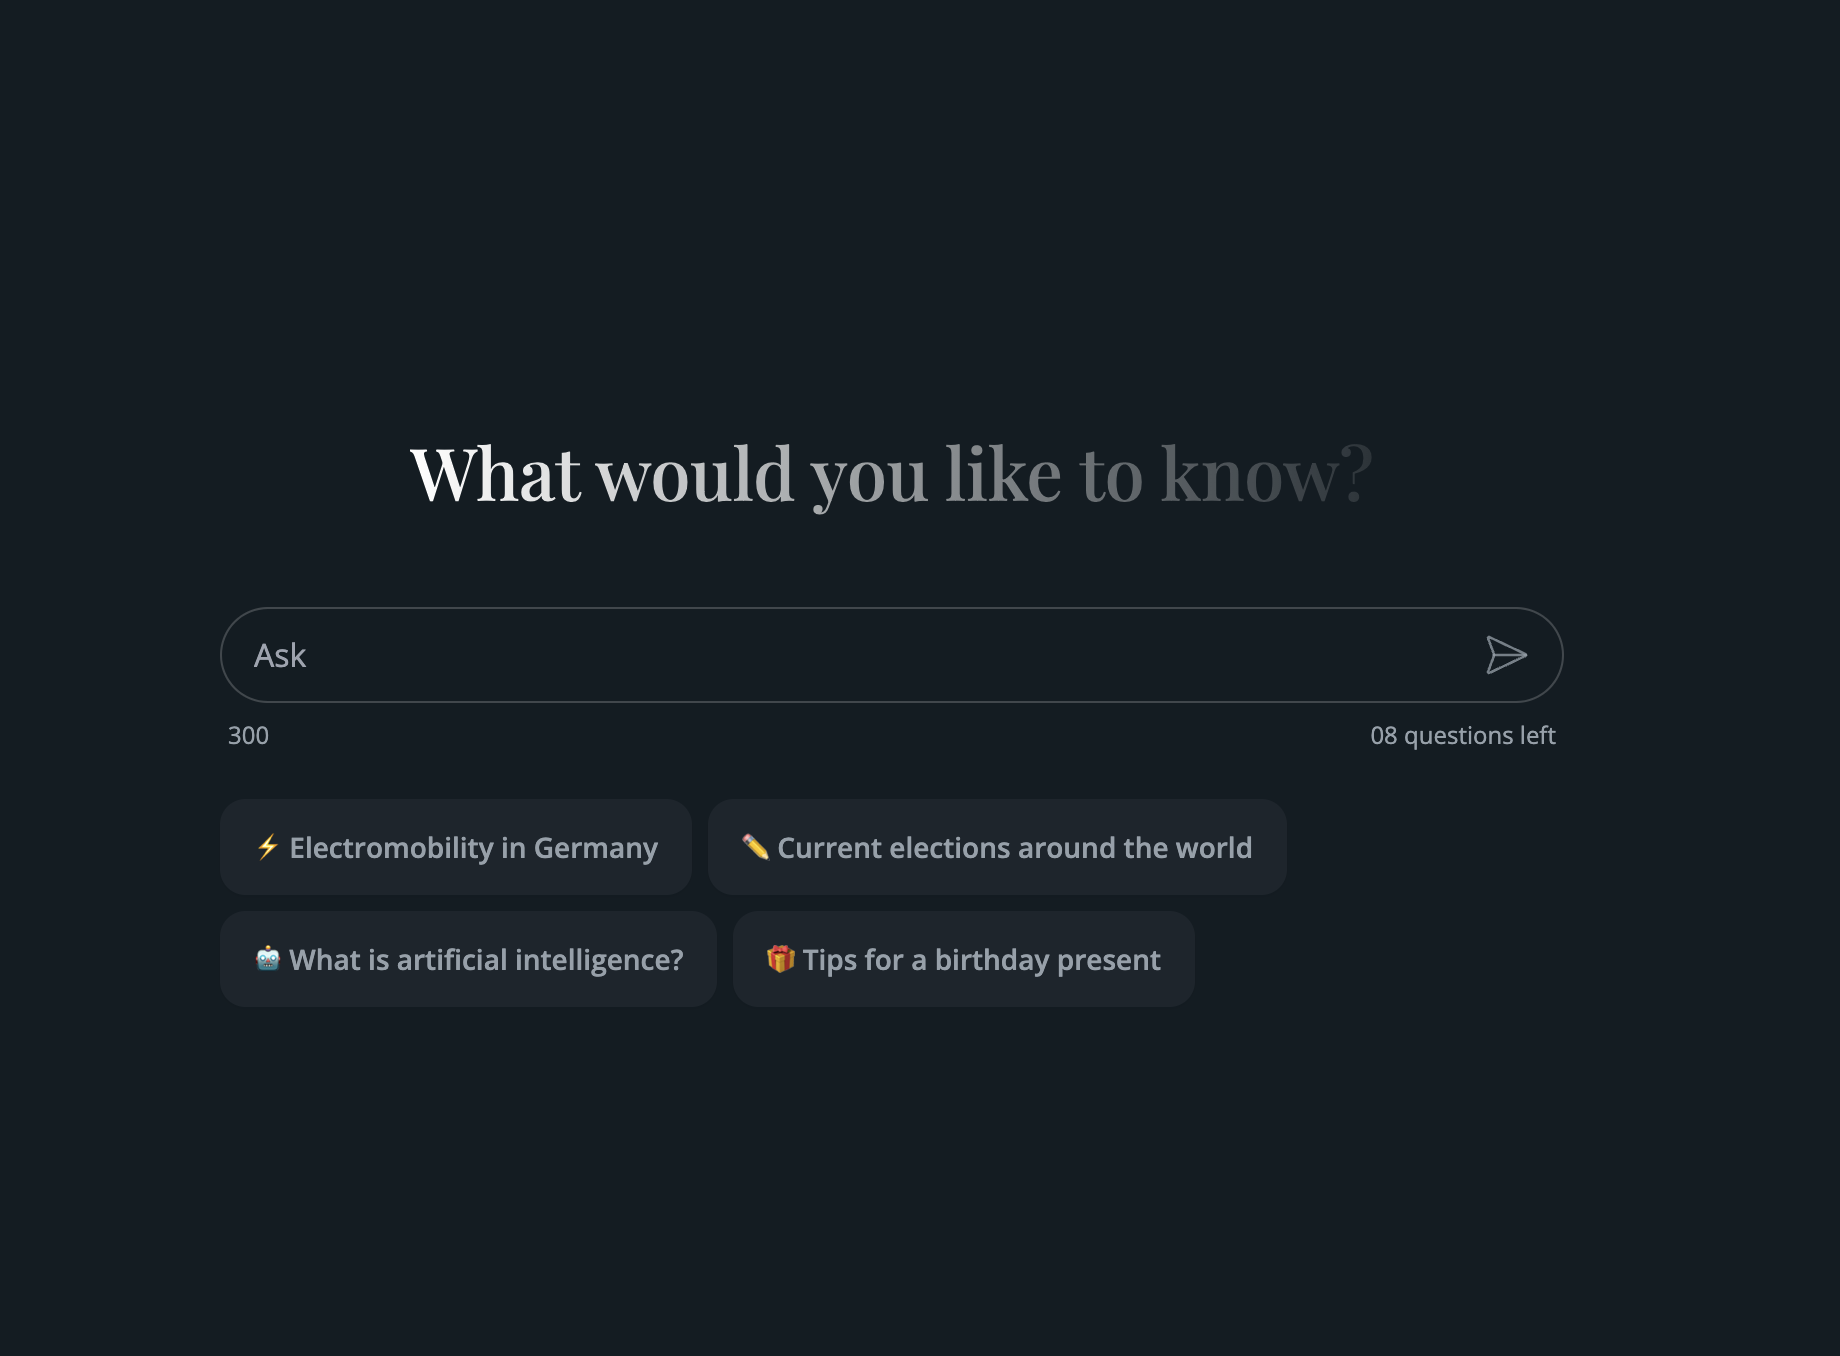 What would you like to know?
Ask
300
08 questions left
⚡ Electromobility in Germany
✏️ Current elections around the world
🤖 What is artificial intelligence?
🎁 Tips for a birthday present